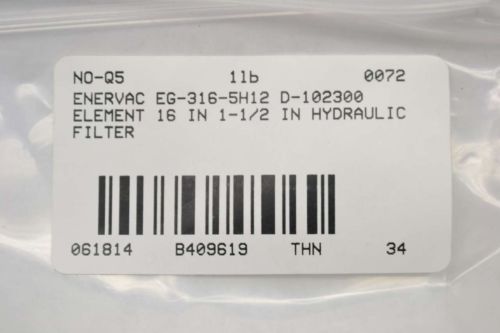 NO-Q5 1lb 0072
ENERVAC EG-316-5H12 D-102300
ELEMENT 16 IN 1-1/2 IN HYDRAULIC
FILTER
061814 B409619 THN 34